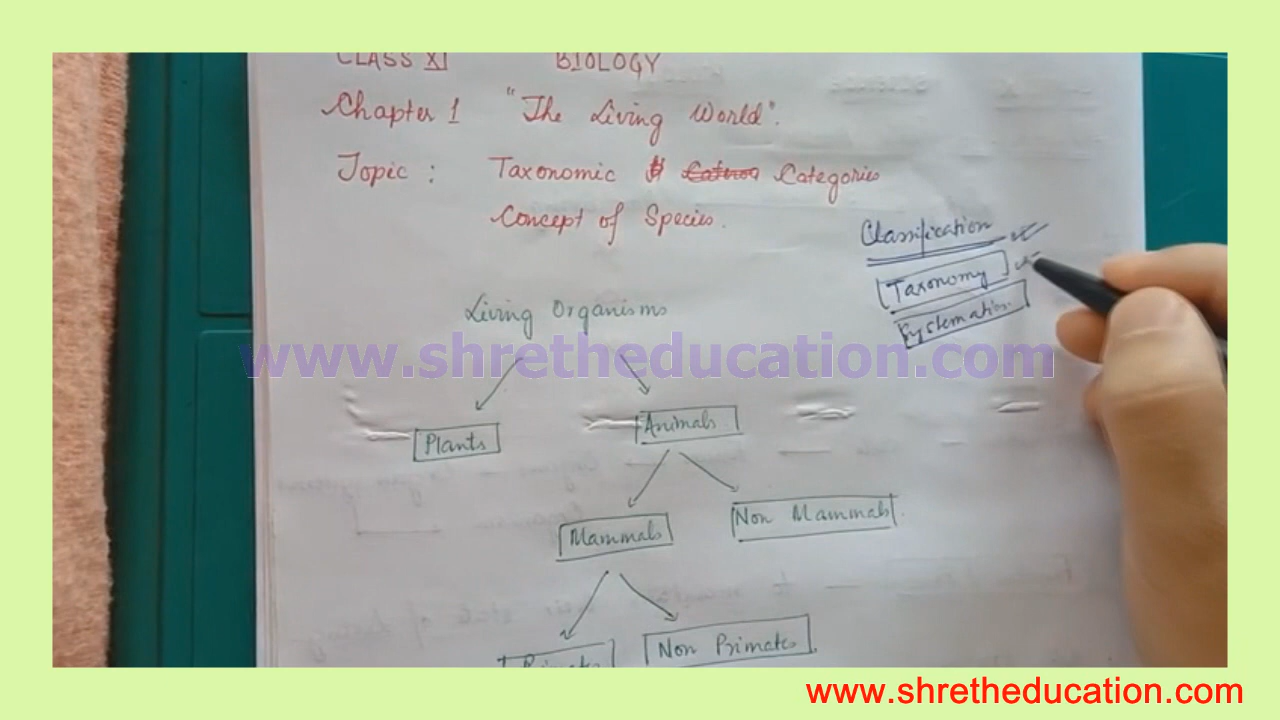 CLASS XI BIOLOGY
Chapter 1 "The Living World".
Topic : Taxonomic Categories
Concept of Species.
Classification
Taxonomy
Systematics
Living Organisms
www.shretheducation.com
Plants
Animals
Mammals
Non Mammals
Primates
Non Primates
www.shretheducation.com